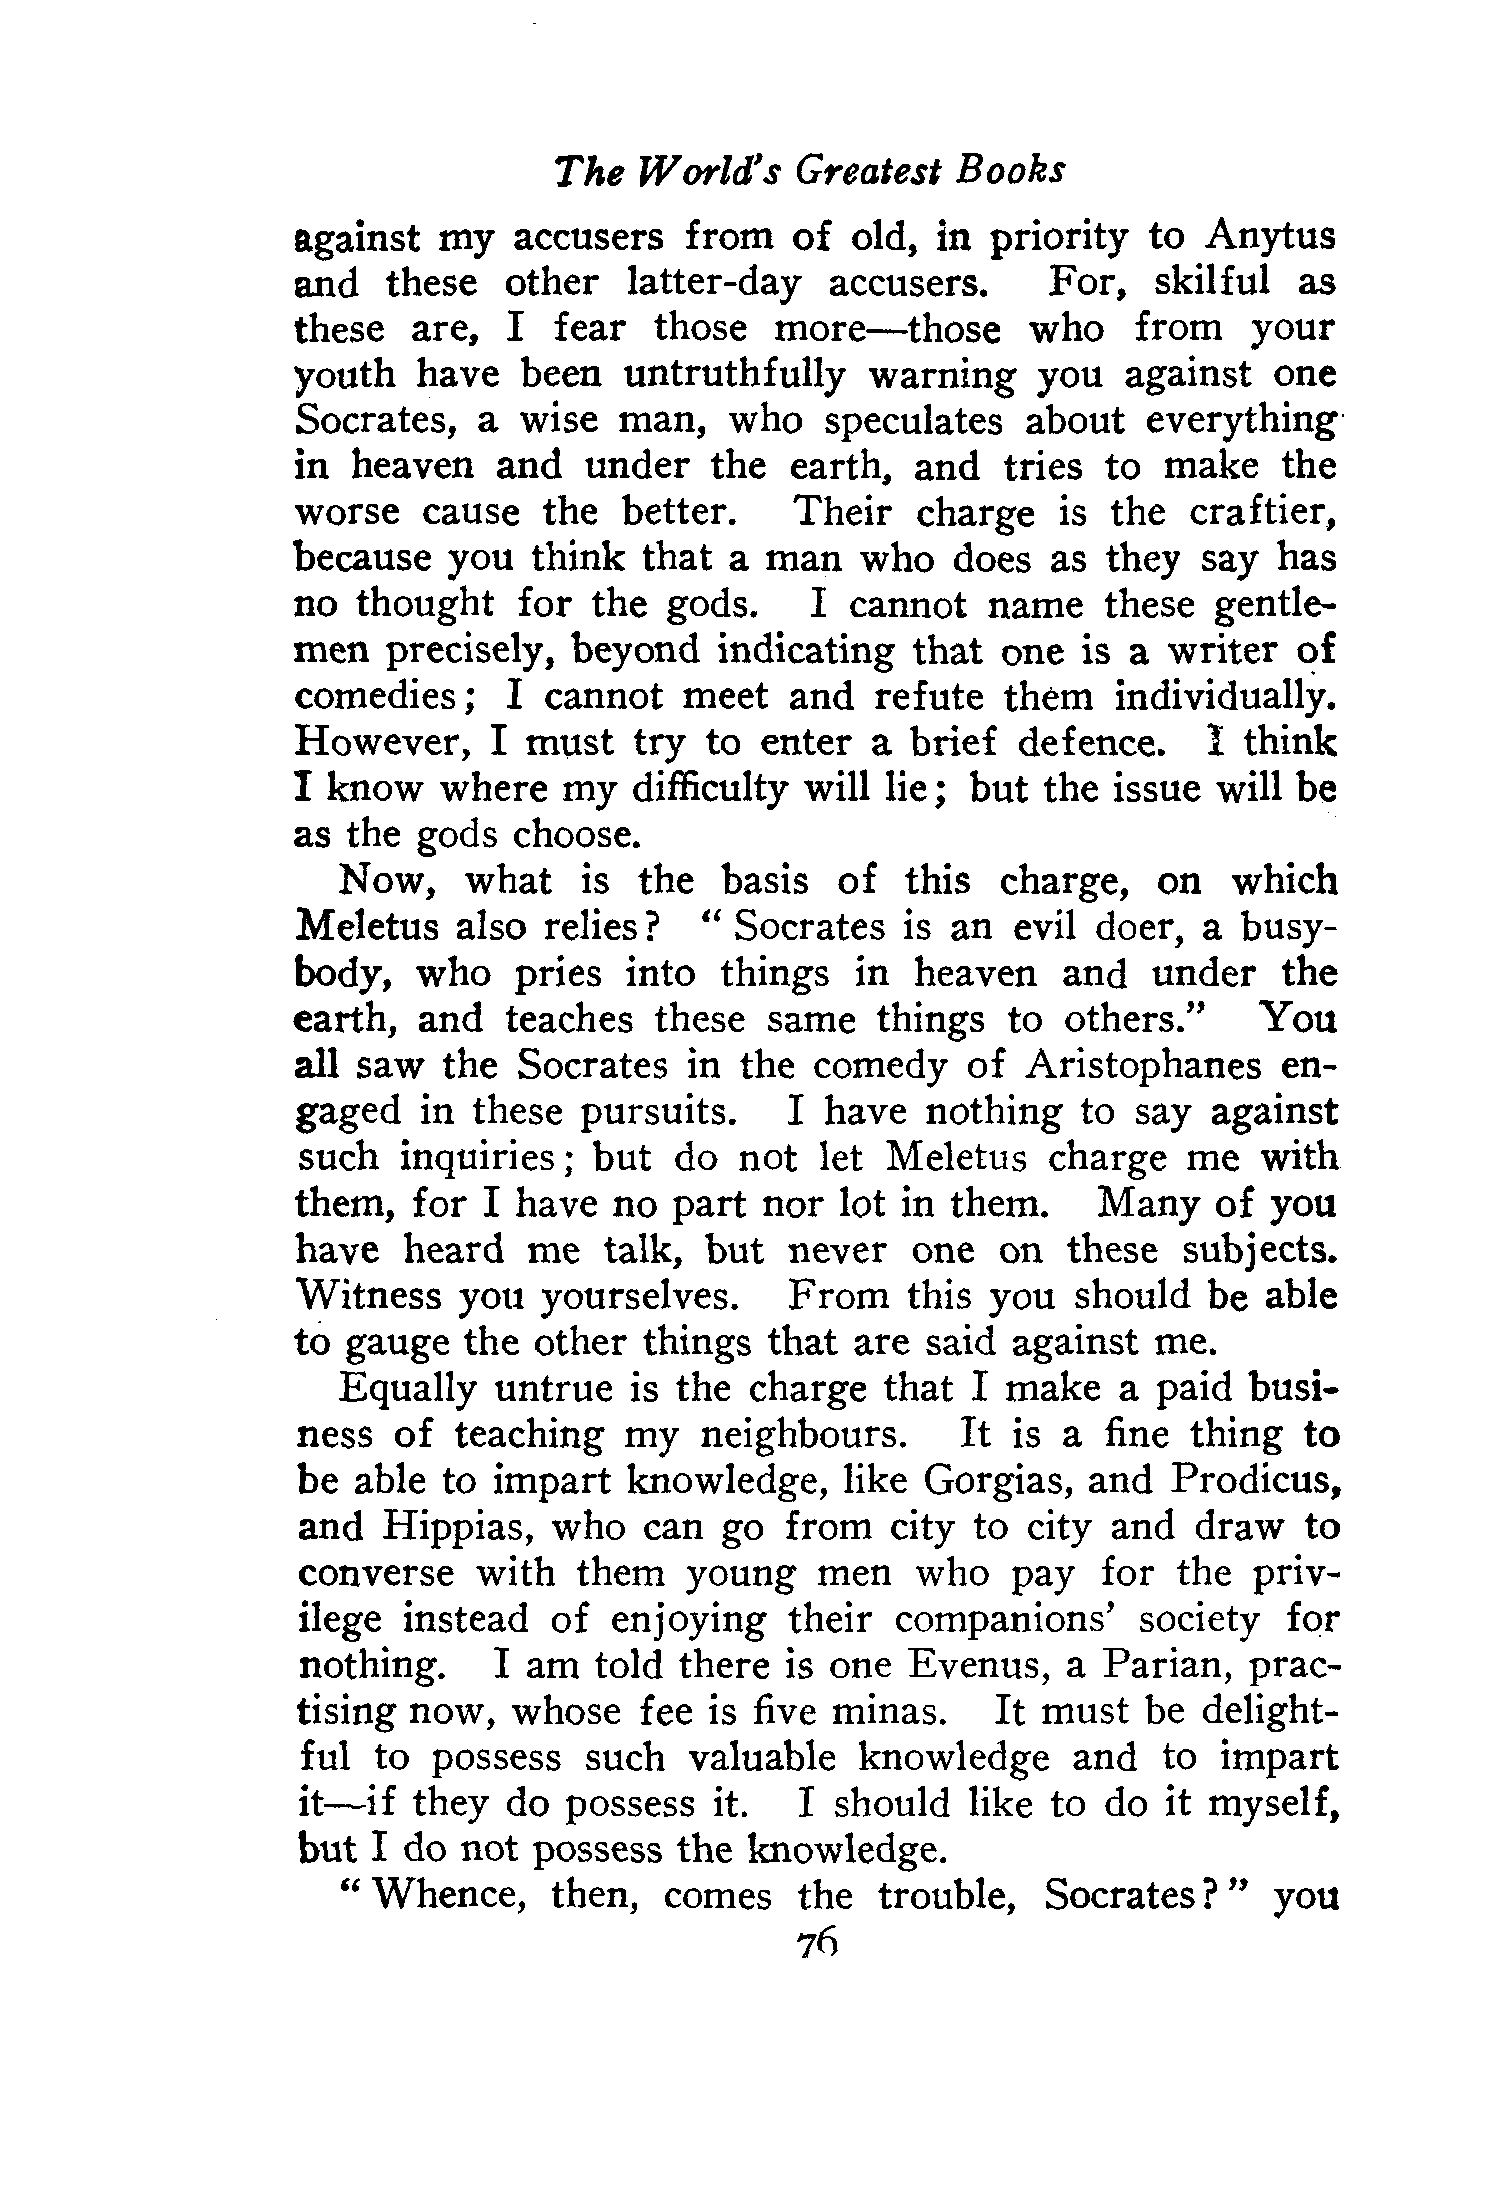 The World's Greatest Books
against my accusers from of old, in priority to Anytus
and these other latter-day accusers. For, skilful as
these are, I fear those more—those who from your
youth have been untruthfully warning you against one
Socrates, a wise man, who speculates about everything
in heaven and under the earth, and tries to make the
worse cause the better. Their charge is the craftier,
because you think that a man who does as they say has
no thought for the gods. I cannot name these gentle-
men precisely, beyond indicating that one is a writer of
comedies; I cannot meet and refute them individually.
However, I must try to enter a brief defence. I think
I know where my difficulty will lie; but the issue will be
as the gods choose.
Now, what is the basis of this charge, on which
Meletus also relies? "Socrates is an evil doer, a busy-
body, who pries into things in heaven and under the
earth, and teaches these same things to others." You
all saw the Socrates in the comedy of Aristophanes en-
gaged in these pursuits. I have nothing to say against
such inquiries; but do not let Meletus charge me with
them, for I have no part nor lot in them. Many of you
have heard me talk, but never one on these subjects.
Witness you yourselves. From this you should be able
to gauge the other things that are said against me.
Equally untrue is the charge that I make a paid busi-
ness of teaching my neighbours. It is a fine thing to
be able to impart knowledge, like Gorgias, and Prodicus,
and Hippias, who can go from city to city and draw to
converse with them young men who pay for the priv-
ilege instead of enjoying their companions' society for
nothing. I am told there is one Evenus, a Parian, prac-
tising now, whose fee is five minas. It must be delight-
ful to possess such valuable knowledge and to impart
it—if they do possess it. I should like to do it myself,
but I do not possess the knowledge.
"Whence, then, comes the trouble, Socrates?" you
76